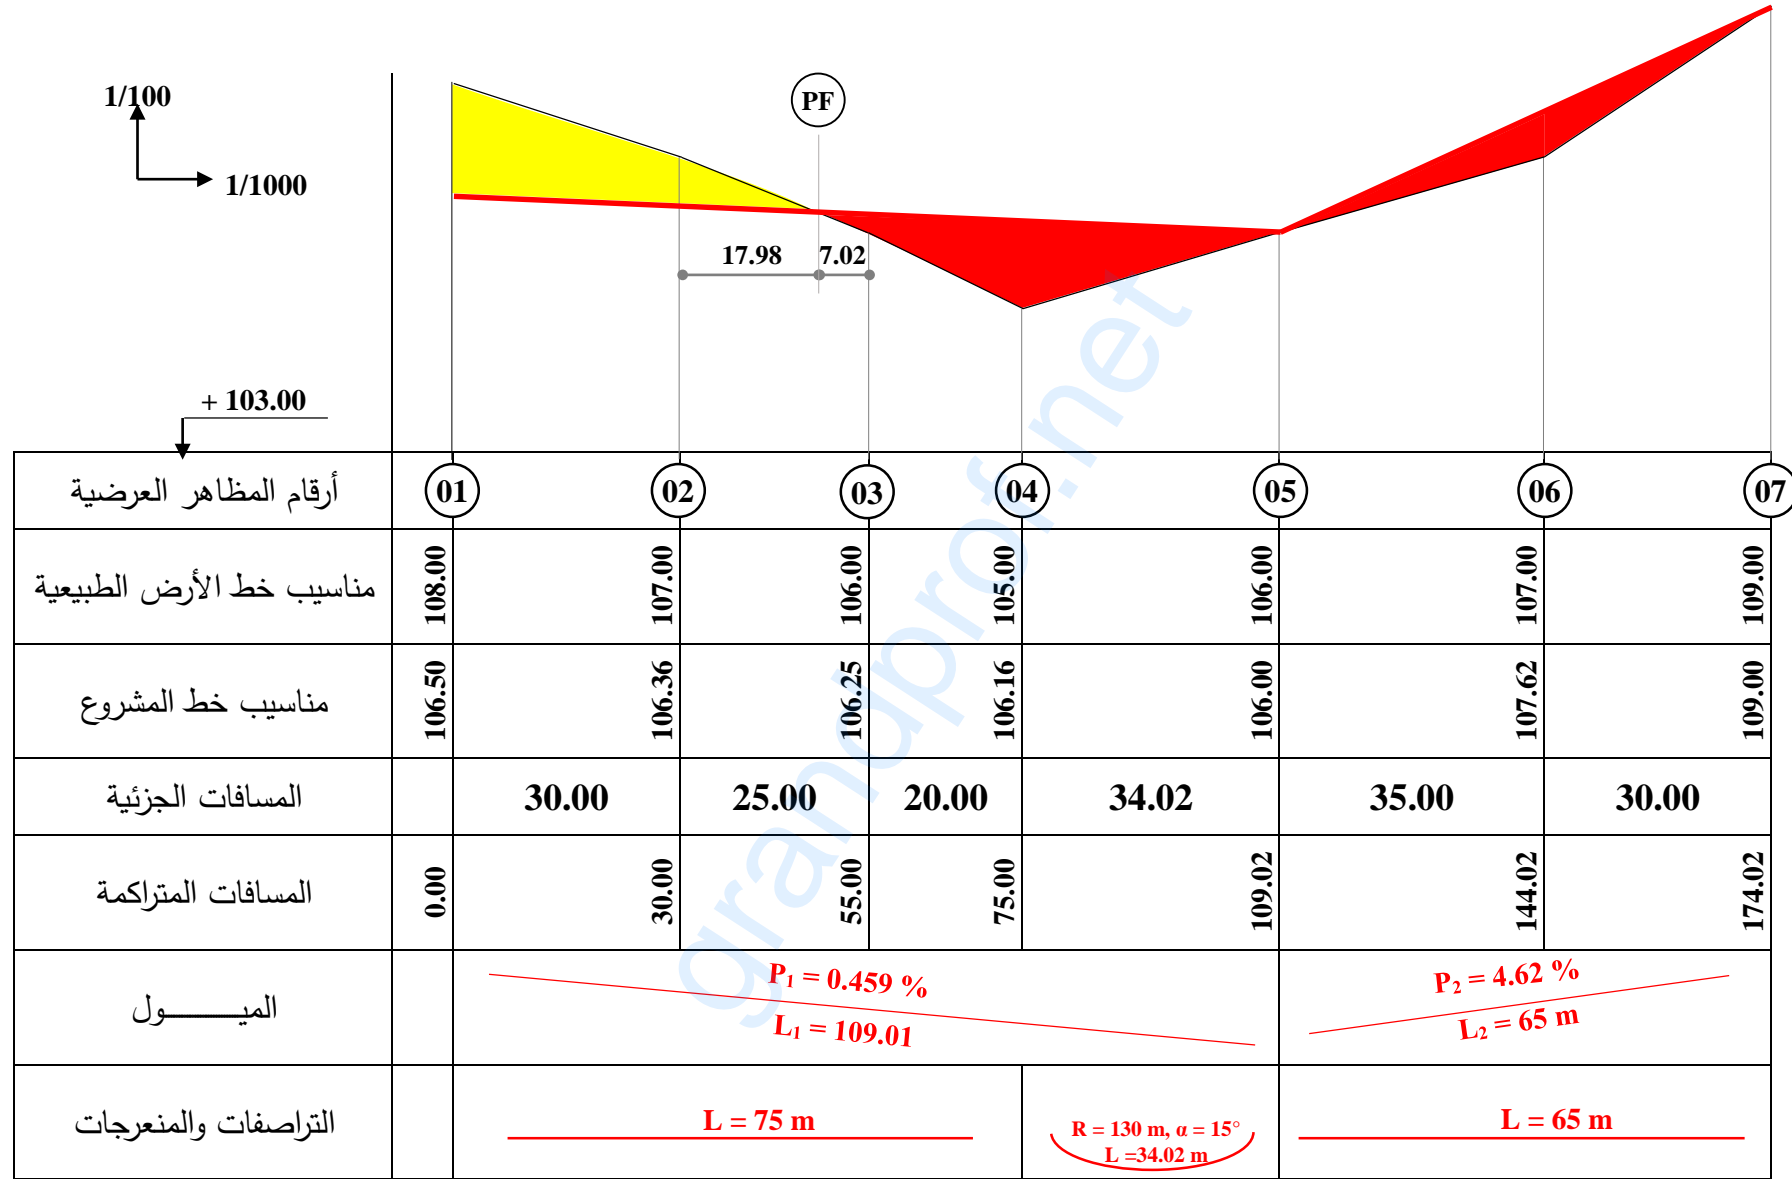 1/100
1/1000
PF
17.98 7.02
+ 103.00
أرقام المظاهر العرضية 01 02 03 04 05 06 07
مناسيب خط الأرض الطبيعية 108.00 107.00 106.00 105.00 106.00 107.00 109.00
مناسيب خط المشروع 106.50 106.36 106.25 106.16 106.00 107.62 109.00
المسافات الجزئية 30.00 25.00 20.00 34.02 35.00 30.00
المسافات المتراكمة 0.00 30.00 55.00 75.00 109.02 144.02 174.02
الميـــــــول
P₁ = 0.459 %
L₁ = 109.01
P₂ = 4.62 %
L₂ = 65 m
التراصفات والمنعرجات
L = 75 m
R = 130 m, α = 15°
L =34.02 m
L = 65 m
grandprof.net